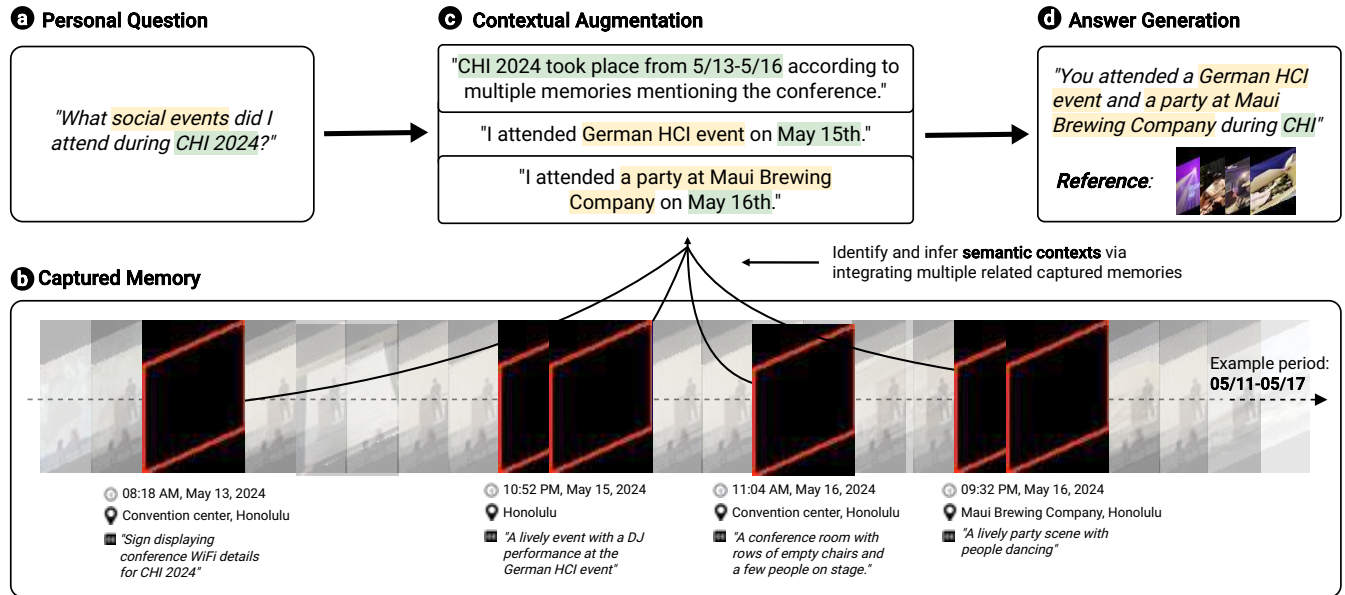 a Personal Question
"What social events did I
attend during CHI 2024?"
c Contextual Augmentation
"CHI 2024 took place from 5/13-5/16 according to
multiple memories mentioning the conference."
"I attended German HCI event on May 15th."
"I attended a party at Maui Brewing
Company on May 16th."
d Answer Generation
"You attended a German HCI
event and a party at Maui
Brewing Company during CHI"
Reference:
Identify and infer semantic contexts via
integrating multiple related captured memories
b Captured Memory
Example period:
05/11-05/17
08:18 AM, May 13, 2024
Convention center, Honolulu
"Sign displaying
conference WiFi details
for CHI 2024"
10:52 PM, May 15, 2024
Honolulu
"A lively event with a DJ
performance at the
German HCI event"
11:04 AM, May 16, 2024
Convention center, Honolulu
"A conference room with
rows of empty chairs and
a few people on stage."
09:32 PM, May 16, 2024
Maui Brewing Company, Honolulu
"A lively party scene with
people dancing"